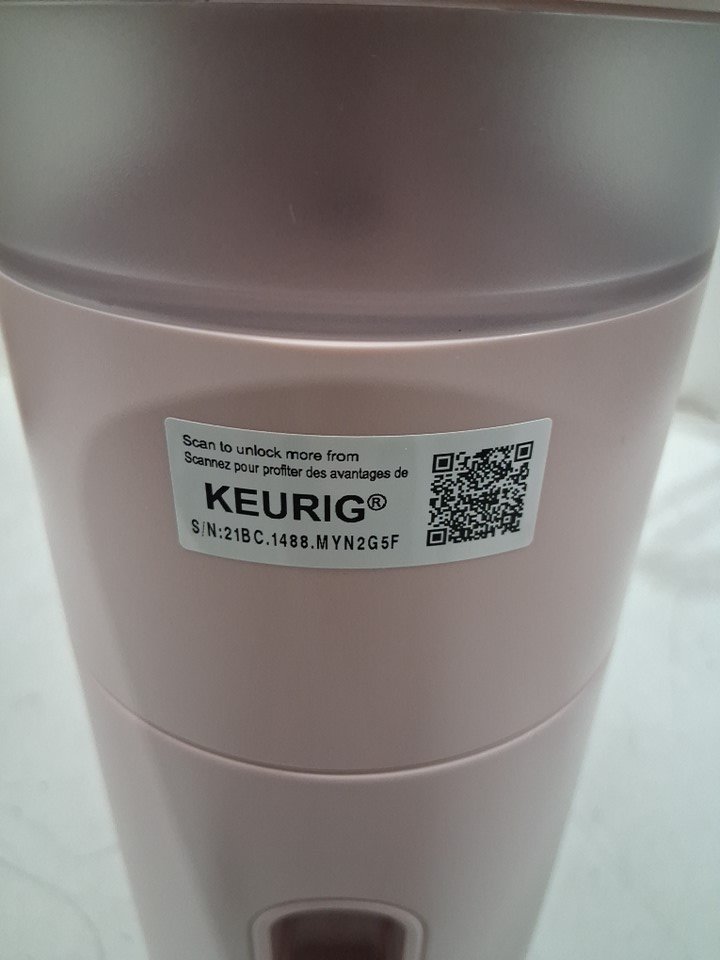 Scan to unlock more from
Scannez pour profiter des avantages de
KEURIG®
S/N:21BC.1488.MYN2G5F